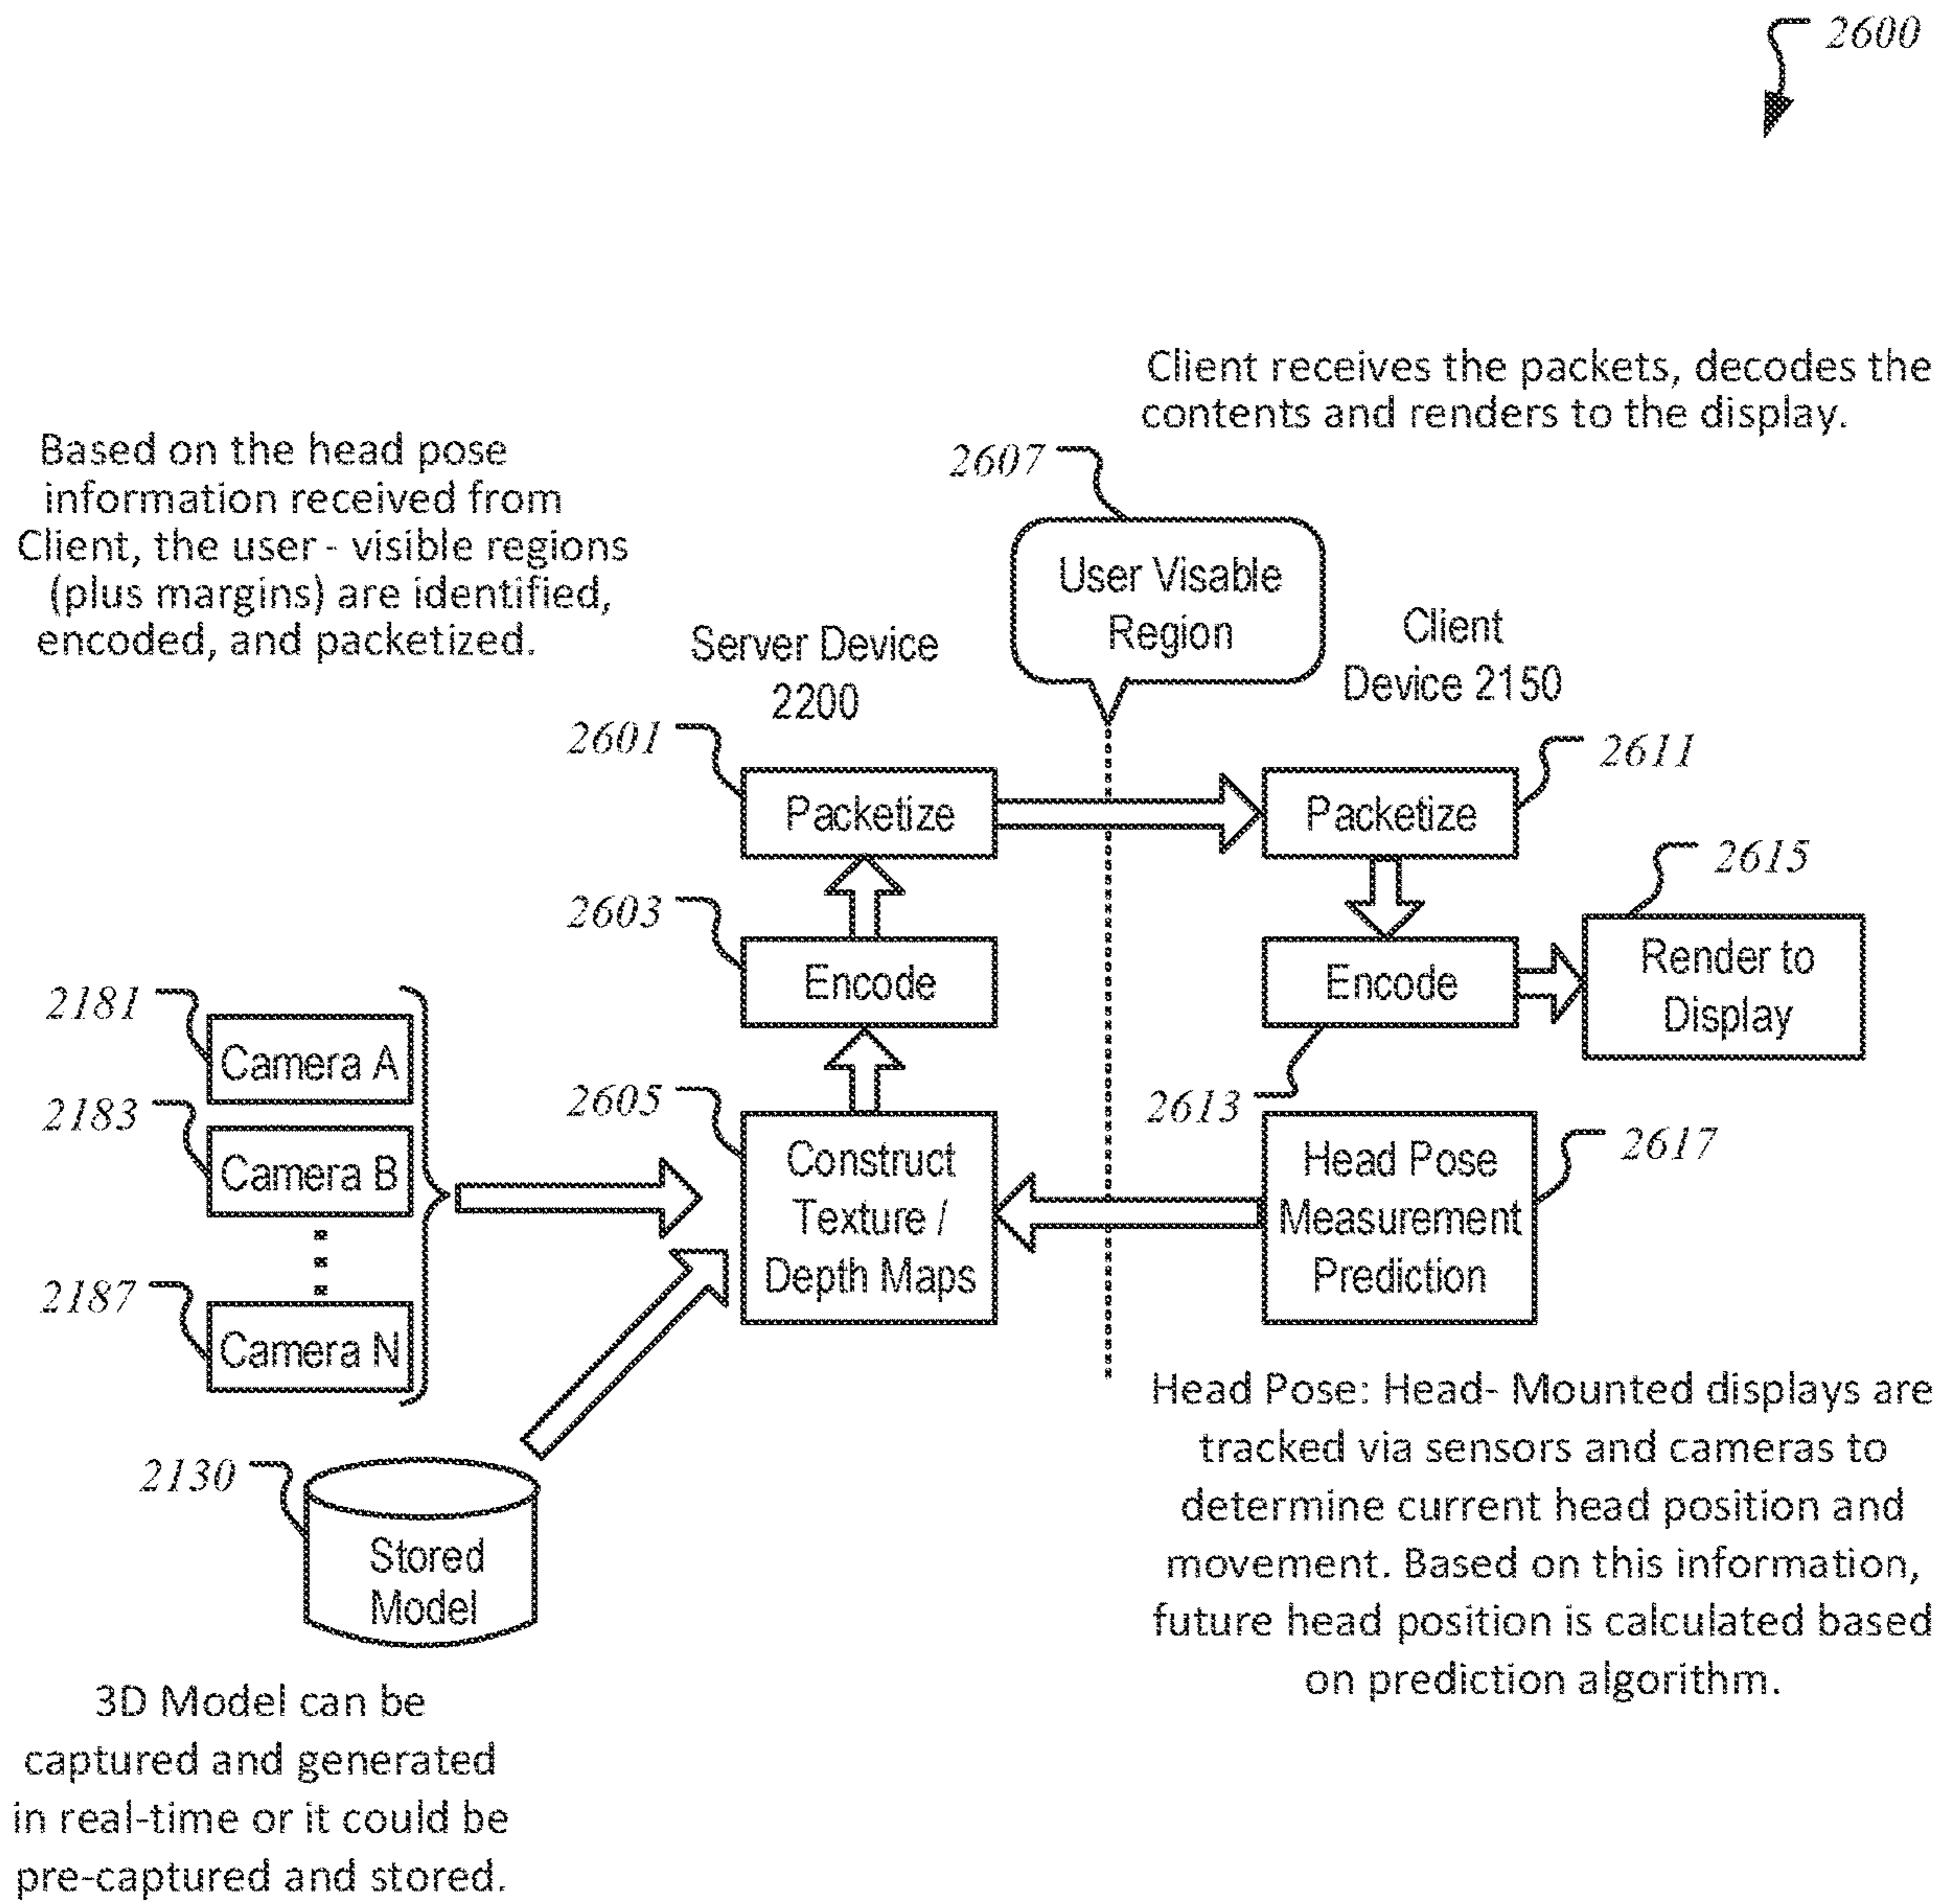 2600
Client receives the packets, decodes the
contents and renders to the display.
Based on the head pose
information received from
Client, the user - visible regions
(plus margins) are identified,
encoded, and packetized.
2607
User Visable
Region
Server Device
2200
Client
Device 2150
2601
Packetize
Packetize
2611
2603
Encode
Encode
2615
Render to
Display
2613
2181
Camera A
2183
Camera B
2187
Camera N
2605
Construct
Texture /
Depth Maps
Head Pose
Measurement
Prediction
2617
2130
Stored
Model
Head Pose: Head- Mounted displays are
tracked via sensors and cameras to
determine current head position and
movement. Based on this information,
future head position is calculated based
on prediction algorithm.
3D Model can be
captured and generated
in real-time or it could be
pre-captured and stored.